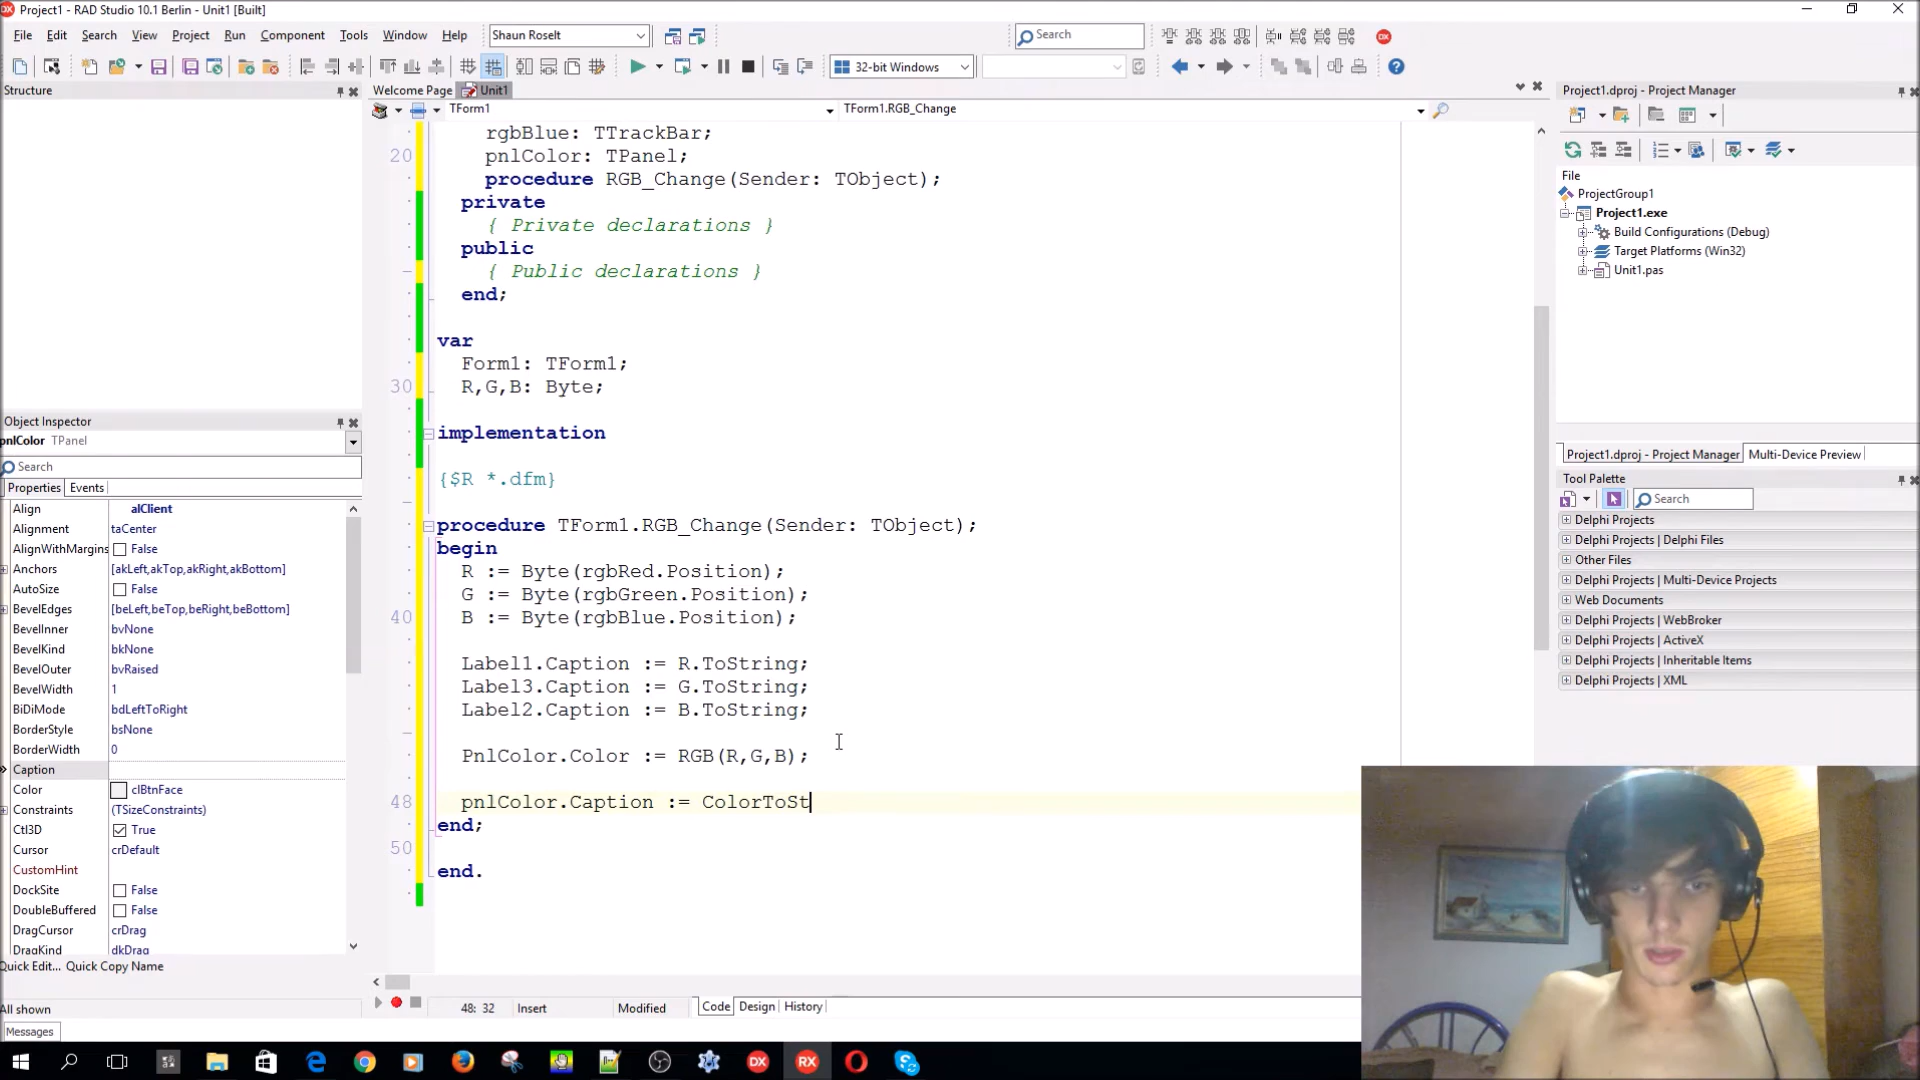 Project1 - RAD Studio 10.1 Berlin - Unit1 [Built]
File Edit Search View Project Run Component Tools Window Help Shaun Roselt Search
32-bit Windows
Structure
Welcome Page Unit1
TForm1 TForm1.RGB_Change
rgbBlue: TTrackBar;
20 pnlColor: TPanel;
procedure RGB_Change(Sender: TObject);
private
{ Private declarations }
public
{ Public declarations }
end;
var
Form1: TForm1;
30 R,G,B: Byte;
implementation
{$R *.dfm}
procedure TForm1.RGB_Change(Sender: TObject);
begin
R := Byte(rgbRed.Position);
G := Byte(rgbGreen.Position);
40 B := Byte(rgbBlue.Position);
Label1.Caption := R.ToString;
Label3.Caption := G.ToString;
Label2.Caption := B.ToString;
PnlColor.Color := RGB(R,G,B);
48 pnlColor.Caption := ColorToSt
end;
50
end.
48: 32 Insert Modified Code Design History
Object Inspector
pnlColor TPanel
Search
Properties Events
Align alClient
Alignment taCenter
AlignWithMargins False
Anchors [akLeft,akTop,akRight,akBottom]
AutoSize False
BevelEdges [beLeft,beTop,beRight,beBottom]
BevelInner bvNone
BevelKind bkNone
BevelOuter bvRaised
BevelWidth 1
BiDiMode bdLeftToRight
BorderStyle bsNone
BorderWidth 0
Caption
Color clBtnFace
Constraints (TSizeConstraints)
Ctl3D True
Cursor crDefault
CustomHint
DockSite False
DoubleBuffered False
DragCursor crDrag
DragKind dkDrag
Quick Edit... Quick Copy Name
All shown
Messages
Project1.dproj - Project Manager
File
ProjectGroup1
Project1.exe
Build Configurations (Debug)
Target Platforms (Win32)
Unit1.pas
Project1.dproj - Project Manager Multi-Device Preview
Tool Palette
Search
Delphi Projects
Delphi Projects | Delphi Files
Other Files
Delphi Projects | Multi-Device Projects
Web Documents
Delphi Projects | WebBroker
Delphi Projects | ActiveX
Delphi Projects | Inheritable Items
Delphi Projects | XML
DX RX